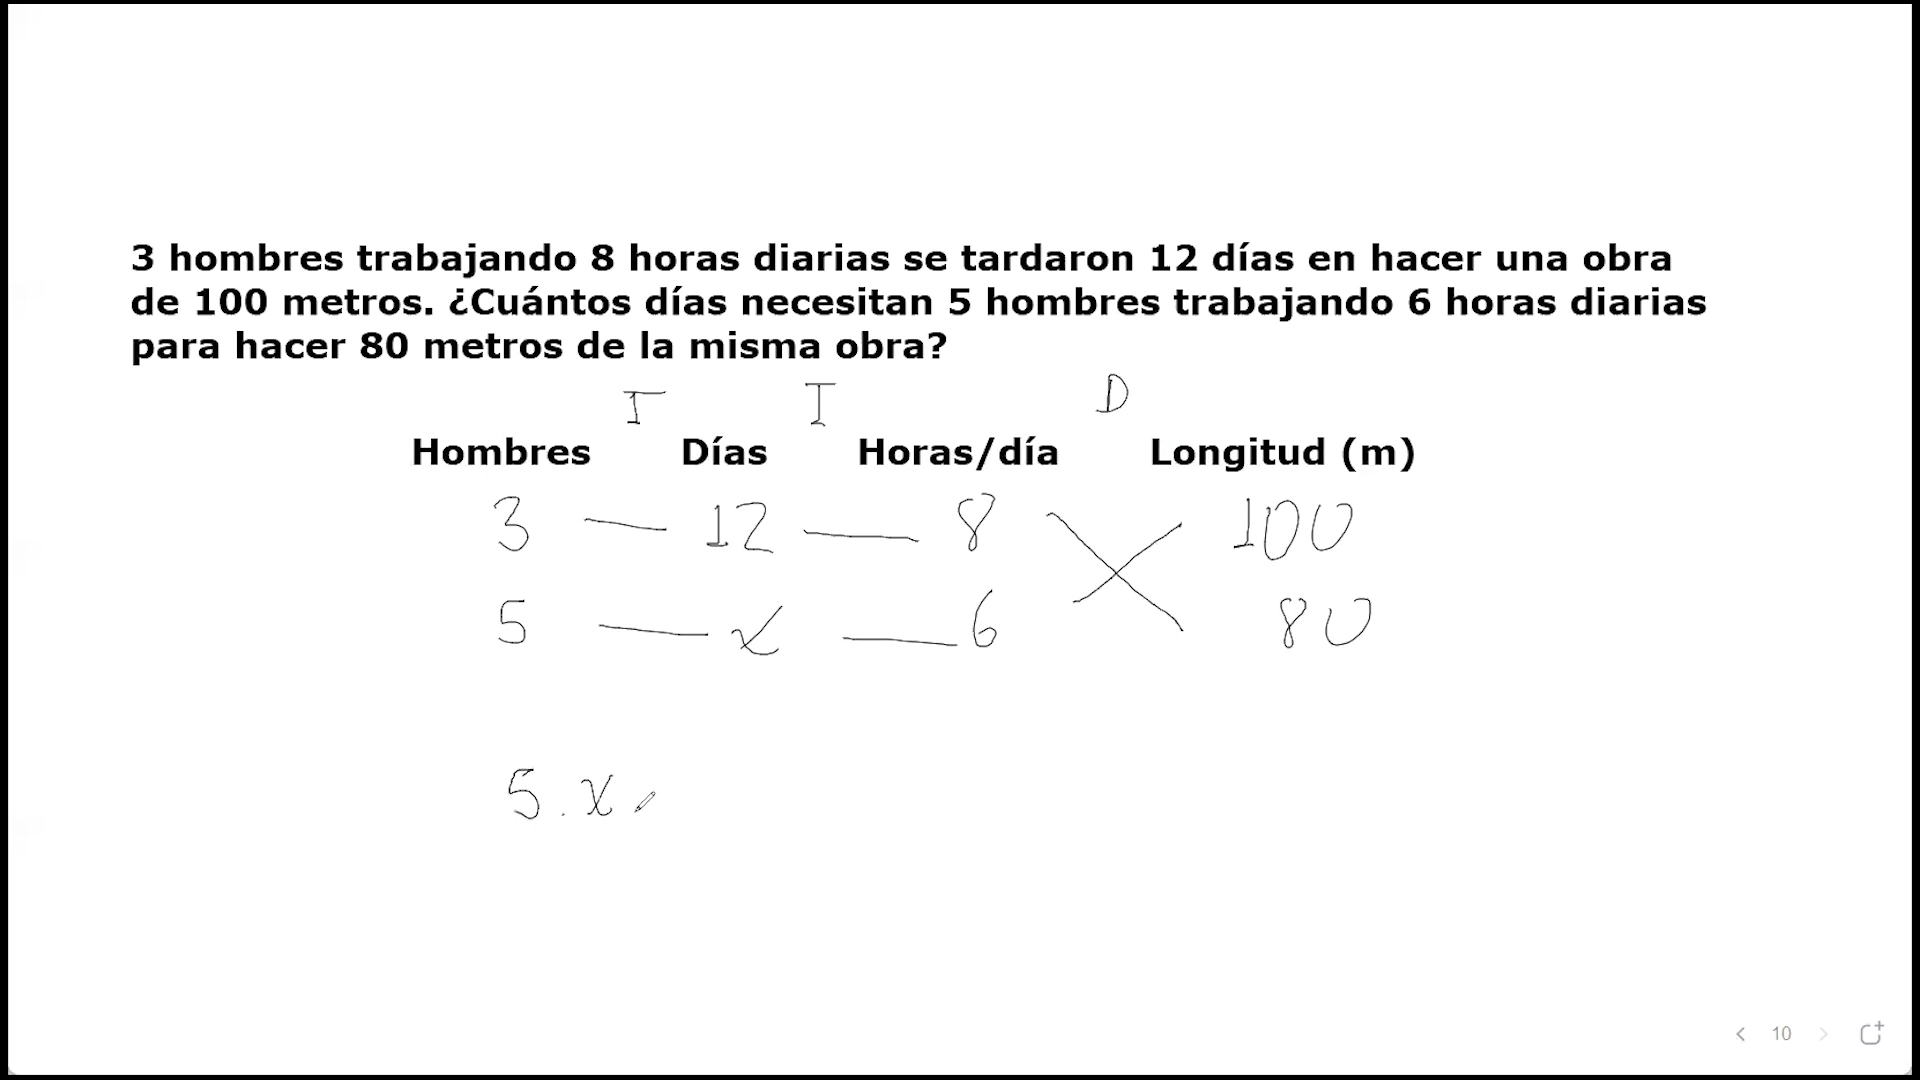 3 hombres trabajando 8 horas diarias se tardaron 12 días en hacer una obra
de 100 metros. ¿Cuántos días necesitan 5 hombres trabajando 6 horas diarias
para hacer 80 metros de la misma obra?
I I D
Hombres Días Horas/día Longitud (m)
3 — 12 — 8 100
5 — x — 6 80
5 . x .
10